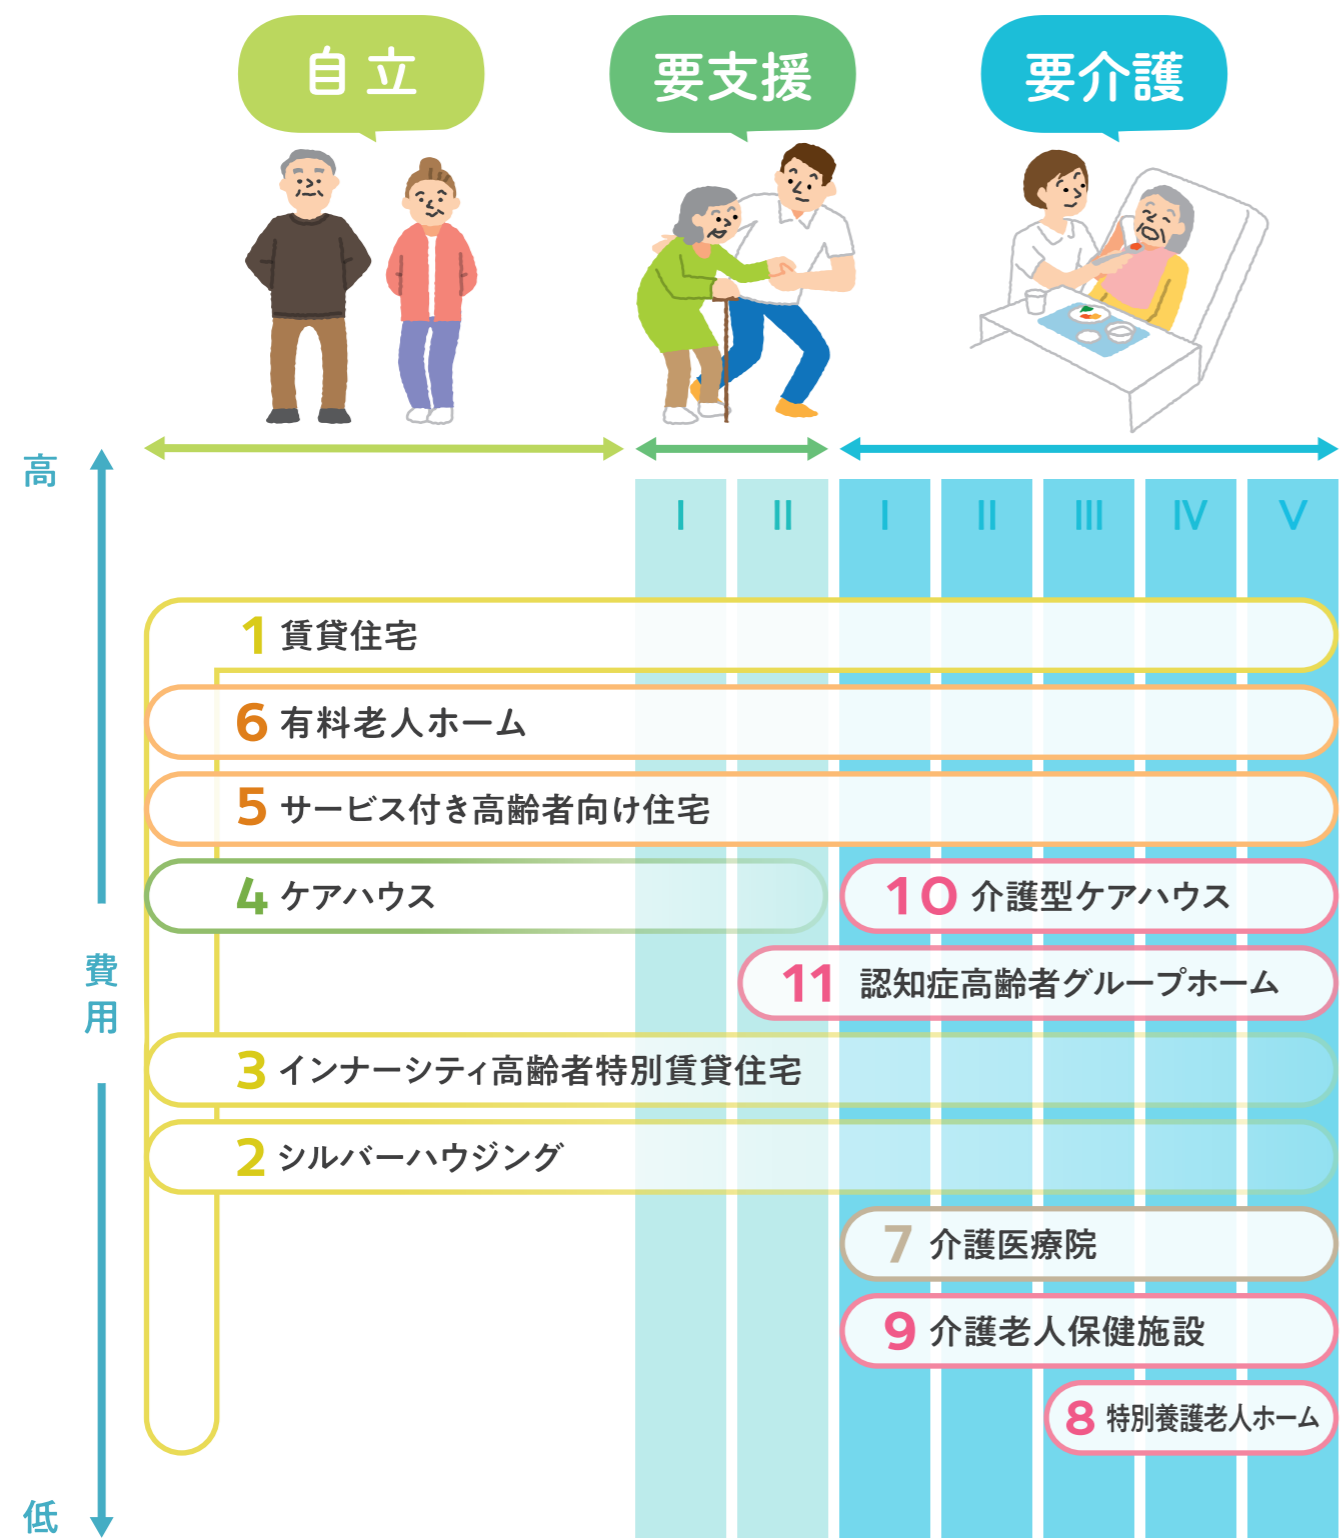 自立
要支援
要介護
高
I II I II III IV V
1 賃貸住宅
6 有料老人ホーム
5 サービス付き高齢者向け住宅
4 ケアハウス
10 介護型ケアハウス
11 認知症高齢者グループホーム
費用
3 インナーシティ高齢者特別賃貸住宅
2 シルバーハウジング
7 介護医療院
9 介護老人保健施設
8 特別養護老人ホーム
低